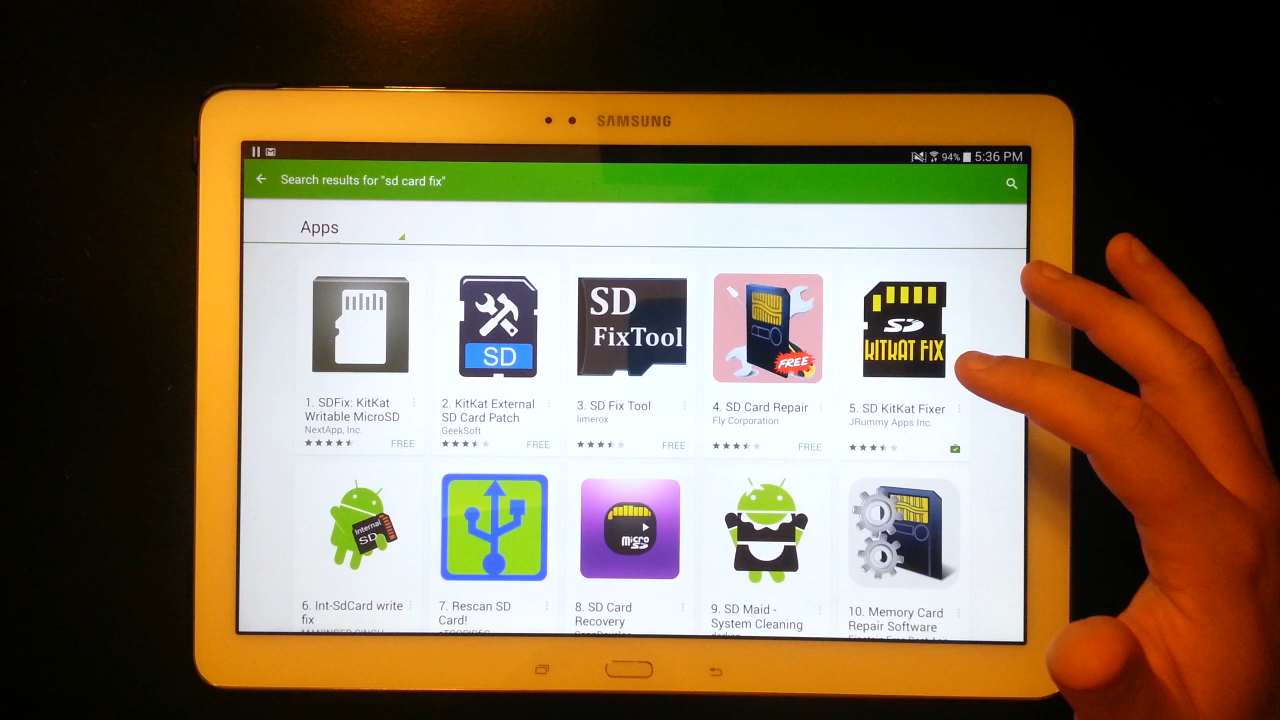 SAMSUNG
94% 5:36 PM
Search results for "sd card fix"
Apps
SD
SD
FixTool
FREE
SD
KITKAT FIX
1. SDFix: KitKat
Writable MicroSD
NextApp, Inc.
FREE
2. KitKat External
SD Card Patch
GeekSoft
FREE
3. SD Fix Tool
limerox
FREE
4. SD Card Repair
Fly Corporation
FREE
5. SD KitKat Fixer
JRummy Apps Inc.
Internal
SD
micro
SD
6. Int-SdCard write
fix
7. Rescan SD
Card!
8. SD Card
Recovery
9. SD Maid -
System Cleaning
10. Memory Card
Repair Software